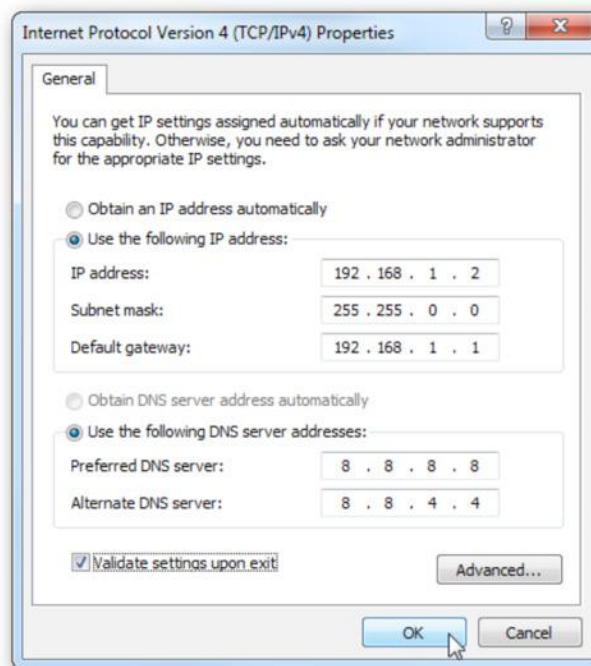 Internet Protocol Version 4 (TCP/IPv4) Properties
General
You can get IP settings assigned automatically if your network supports
this capability. Otherwise, you need to ask your network administrator
for the appropriate IP settings.
Obtain an IP address automatically
Use the following IP address:
IP address: 192 . 168 . 1 . 2
Subnet mask: 255 . 255 . 0 . 0
Default gateway: 192 . 168 . 1 . 1
Obtain DNS server address automatically
Use the following DNS server addresses:
Preferred DNS server: 8 . 8 . 8 . 8
Alternate DNS server: 8 . 8 . 4 . 4
Validate settings upon exit
Advanced...
OK Cancel